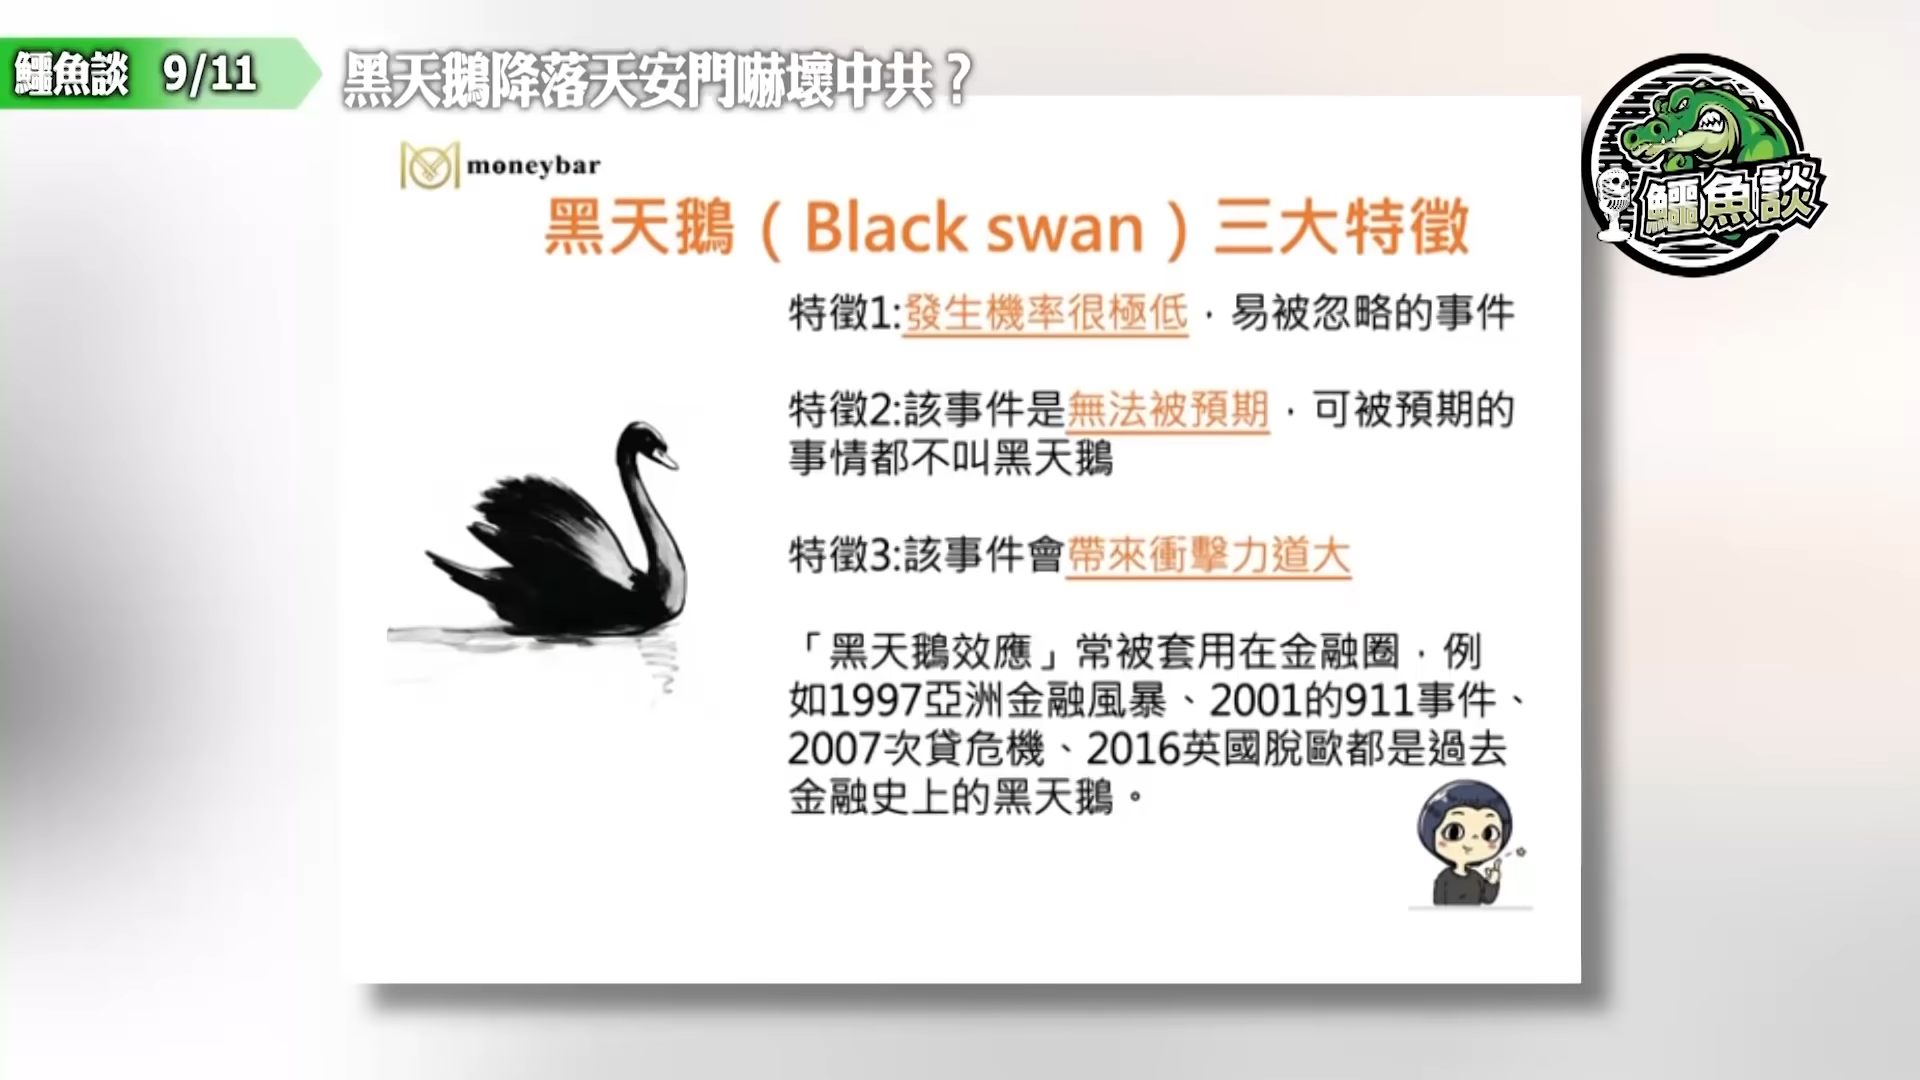 鱷魚談 9/11
黑天鵝降落天安門嚇壞中共？
鱷魚談
moneybar
黑天鵝（Black swan）三大特徵
特徵1:發生機率很極低，易被忽略的事件
特徵2:該事件是無法被預期，可被預期的
事情都不叫黑天鵝
特徵3:該事件會帶來衝擊力道大
「黑天鵝效應」常被套用在金融圈，例
如1997亞洲金融風暴、2001的911事件、
2007次貸危機、2016英國脫歐都是過去
金融史上的黑天鵝。